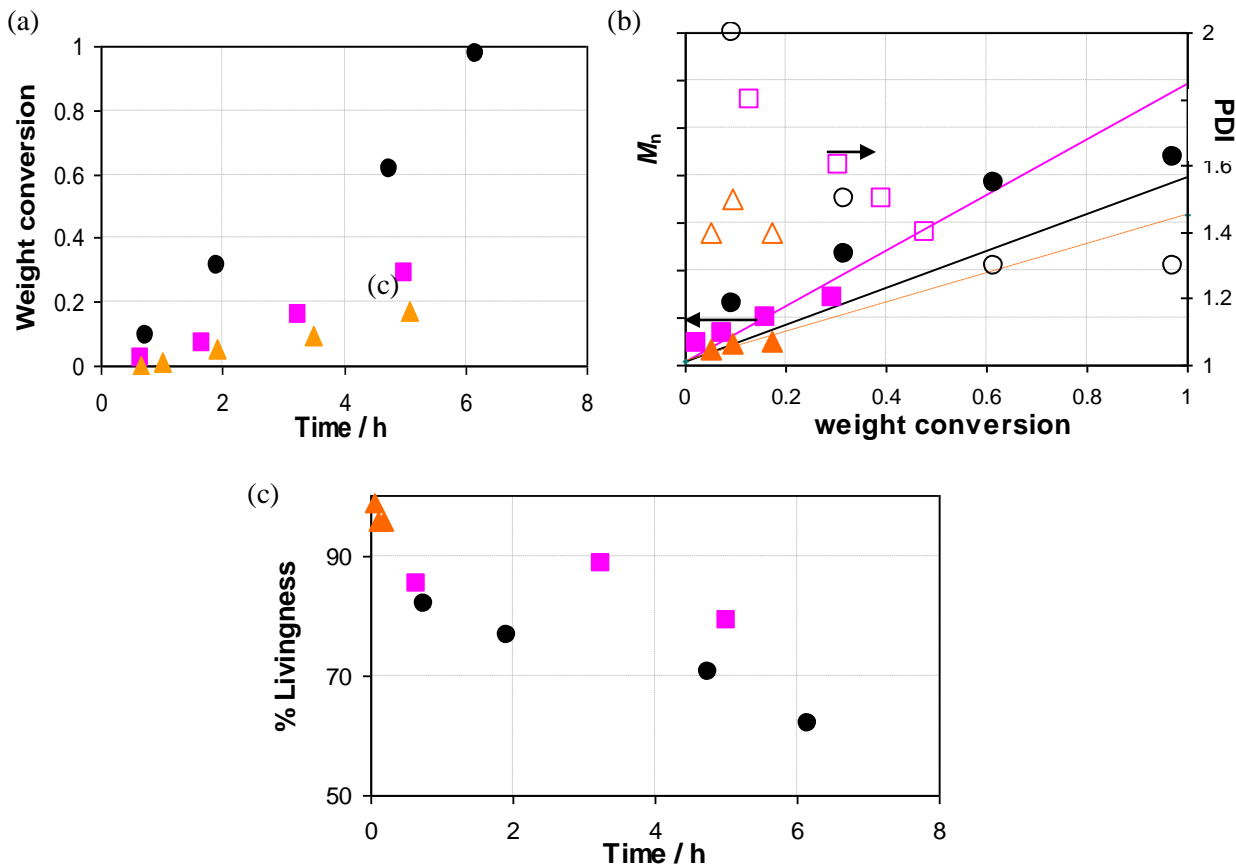 (a)
1
0.8
0.6
0.4
0.2
0
Weight conversion
(c)
0 2 4 6 8
Time / h
(b)
Mn
2
1.6
1.4
1.2
1
PDI
0 0.2 0.4 0.6 0.8 1
weight conversion
(c)
90
70
50
% Livingness
0 2 4 6 8
Time / h